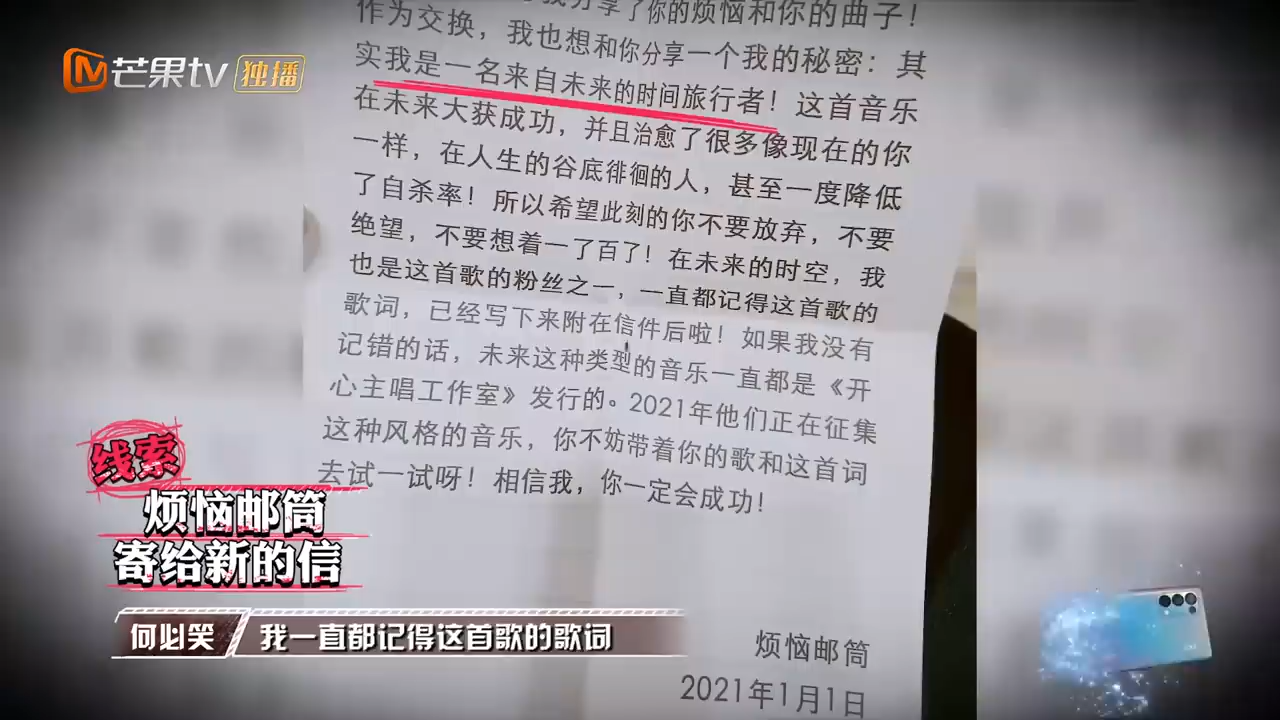 芒果tv 独播
我分享了你的烦恼和你的曲子！
作为交换，我也想和你分享一个我的秘密：其
实我是一名来自未来的时间旅行者！这首音乐
在未来大获成功，并且治愈了很多像现在的你
一样，在人生的谷底徘徊的人，甚至一度降低
了自杀率！所以希望此刻的你不要放弃，不要
绝望，不要想着一了百了！在未来的时空，我
也是这首歌的粉丝之一，一直都记得这首歌的
歌词，已经写下来附在信件后啦！如果我没有
记错的话，未来这种类型的音乐一直都是《开
心主唱工作室》发行的。2021年他们正在征集
这种风格的音乐，你不妨带着你的歌和这首词
去试一试呀！相信我，你一定会成功！
烦恼邮筒
2021年1月1日
线索
烦恼邮筒
寄给新的信
何必笑 我一直都记得这首歌的歌词